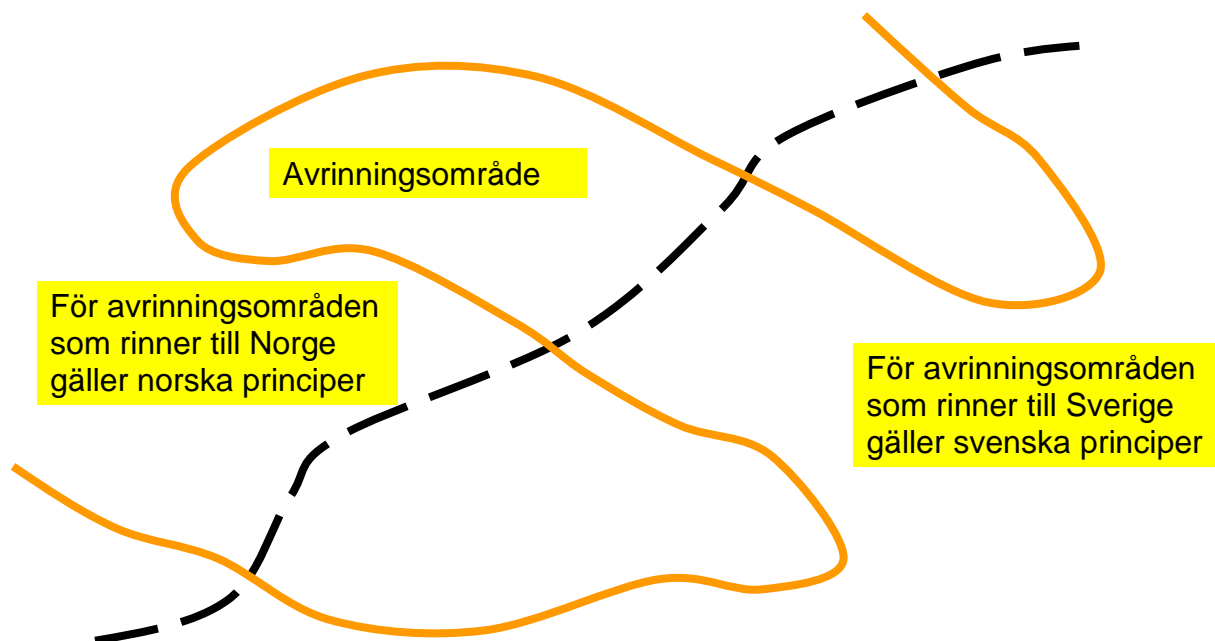 Avrinningsområde
För avrinningsområden
som rinner till Norge
gäller norska principer
För avrinningsområden
som rinner till Sverige
gäller svenska principer